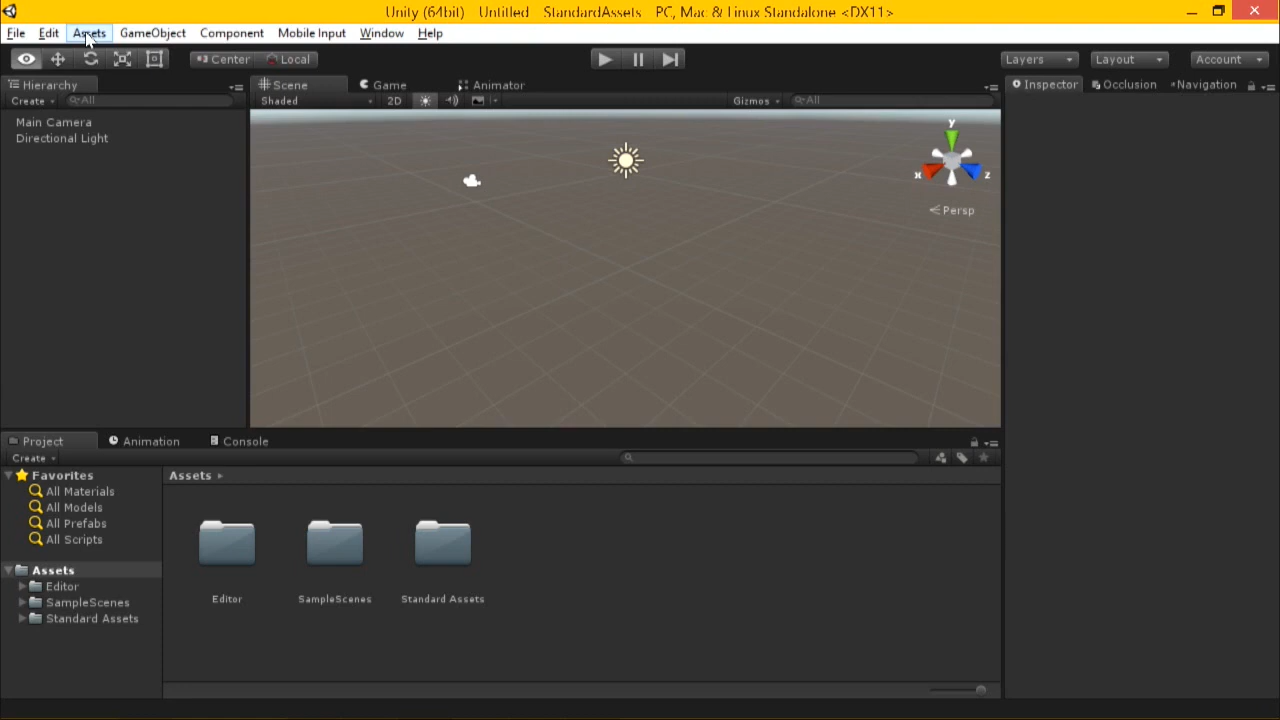 Unity (64bit) - Untitled - StandardAssets - PC, Mac & Linux Standalone <DX11>
File Edit Assets GameObject Component Mobile Input Window Help
Center Local Layers Layout Account
Hierarchy Scene Game Animator Inspector Occlusion Navigation
Create All Shaded 2D Gizmos All
Main Camera
Directional Light
y
x z
Persp
Project Animation Console
Create
Favorites Assets
All Materials
All Models
All Prefabs
All Scripts
Assets
Editor
SampleScenes
Standard Assets
Editor SampleScenes Standard Assets